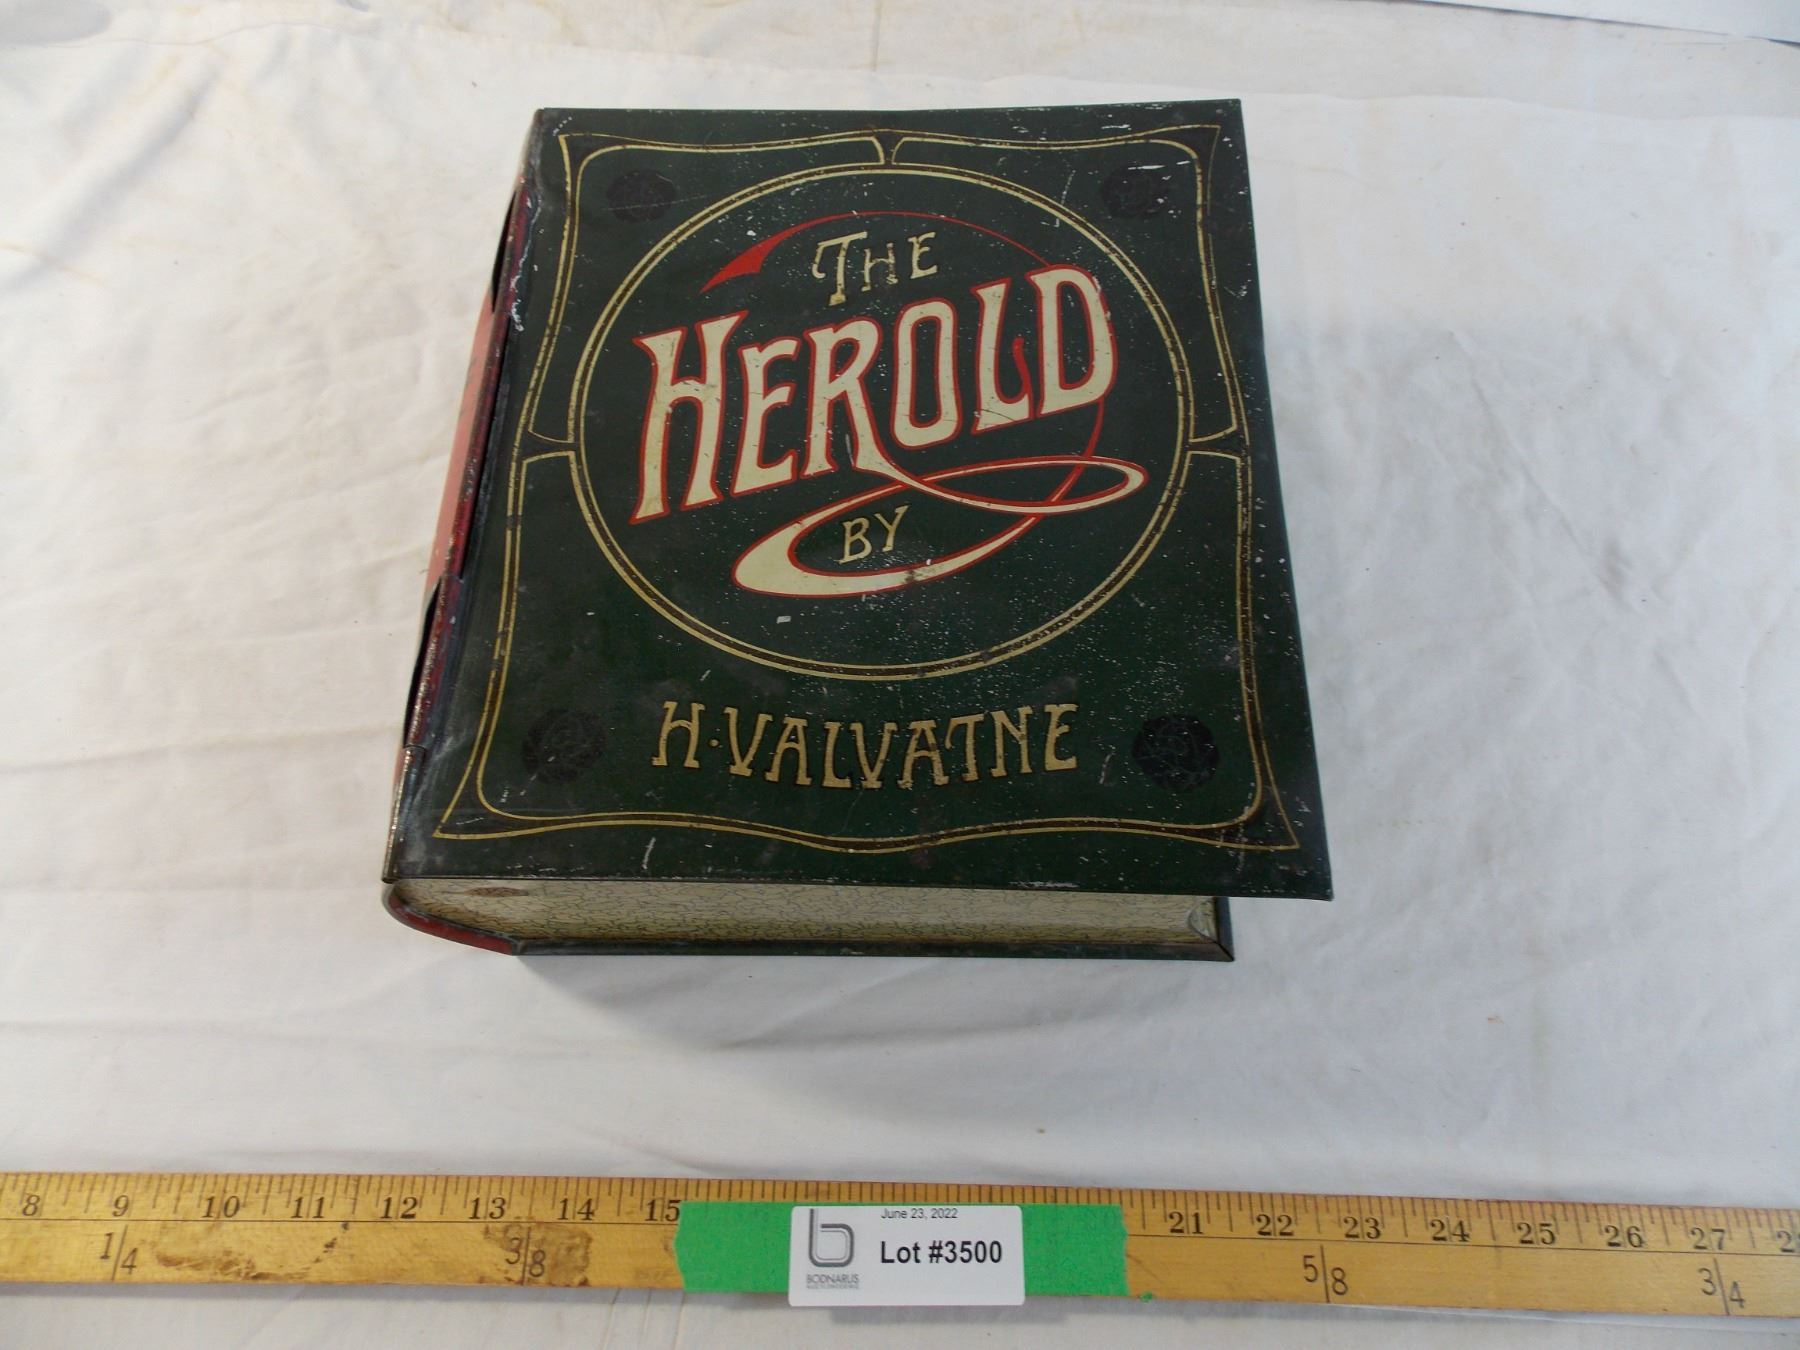 THE
HEROLD
BY
H·VALVATNE
8 9 10 11 12 13 14 15 21 22 23 24 25 26 27
1/4 3/8 5/8 3/4
June 23, 2022
Lot #3500
BODNARUS